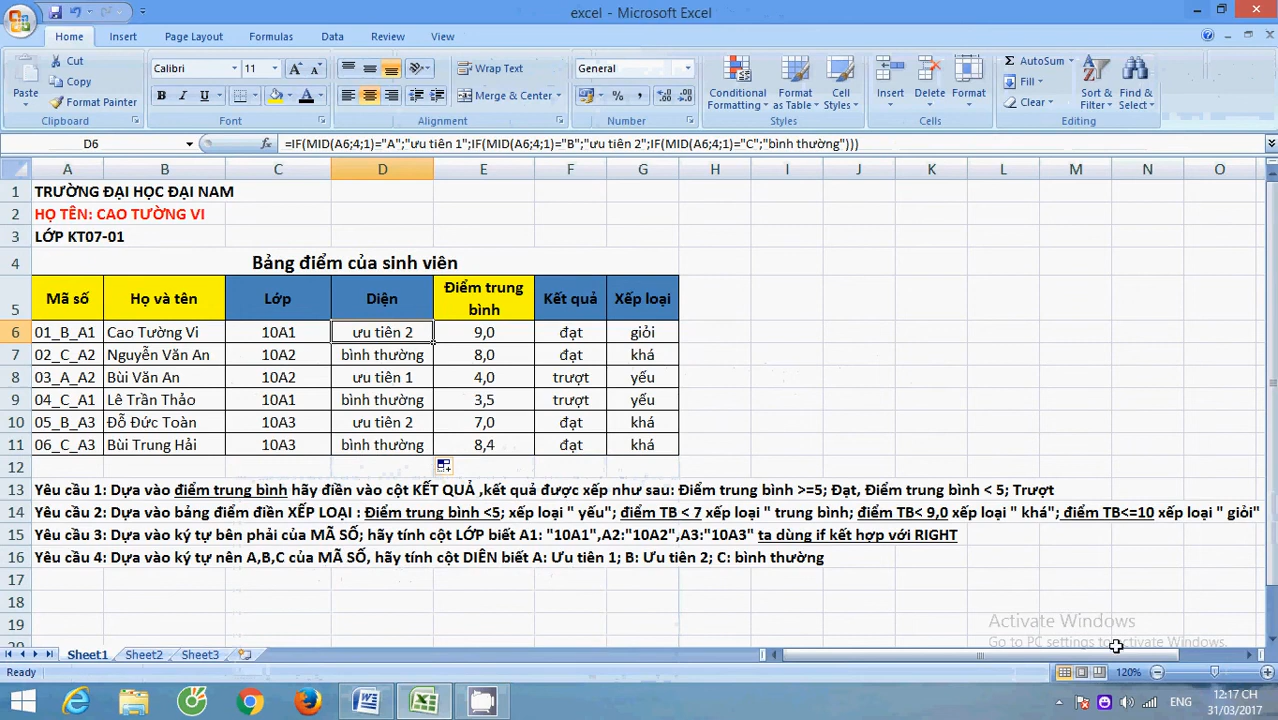 excel - Microsoft Excel
Home Insert Page Layout Formulas Data Review View
Paste Cut Copy Format Painter Clipboard
Calibri 11 B I U A A A Font
Wrap Text Merge & Center Alignment
General % , .0 .00 Number
Conditional Formatting Format as Table Cell Styles Styles
Insert Delete Format Cells
Σ AutoSum Fill Clear Sort & Filter Find & Select Editing
D6 fx =IF(MID(A6;4;1)="A";"ưu tiên 1";IF(MID(A6;4;1)="B";"ưu tiên 2";IF(MID(A6;4;1)="C";"bình thường")))
A B C D E F G H I J K L M N O
1 TRƯỜNG ĐẠI HỌC ĐẠI NAM
2 HỌ TÊN: CAO TƯỜNG VI
3 LỚP KT07-01
4 Bảng điểm của sinh viên
5 Mã số Họ và tên Lớp Diện Điểm trung bình Kết quả Xếp loại
6 01_B_A1 Cao Tường Vi 10A1 ưu tiên 2 9,0 đạt giỏi
7 02_C_A2 Nguyễn Văn An 10A2 bình thường 8,0 đạt khá
8 03_A_A2 Bùi Văn An 10A2 ưu tiên 1 4,0 trượt yếu
9 04_C_A1 Lê Trần Thảo 10A1 bình thường 3,5 trượt yếu
10 05_B_A3 Đỗ Đức Toàn 10A3 ưu tiên 2 7,0 đạt khá
11 06_C_A3 Bùi Trung Hải 10A3 bình thường 8,4 đạt khá
12
13 Yêu cầu 1: Dựa vào điểm trung bình hãy điền vào cột KẾT QUẢ ,kết quả được xếp như sau: Điểm trung bình >=5; Đạt, Điểm trung bình < 5; Trượt
14 Yêu cầu 2: Dựa vào bảng điểm điền XẾP LOẠI : Điểm trung bình <5; xếp loại " yếu"; điểm TB < 7 xếp loại " trung bình; điểm TB< 9,0 xếp loại " khá"; điểm TB<=10 xếp loại " giỏi"
15 Yêu cầu 3: Dựa vào ký tự bên phải của MÃ SỐ; hãy tính cột LỚP biết A1: "10A1",A2:"10A2",A3:"10A3" ta dùng if kết hợp với RIGHT
16 Yêu cầu 4: Dựa vào ký tự nên A,B,C của MÃ SỐ, hãy tính cột DIỆN biết A: Ưu tiên 1; B: Ưu tiên 2; C: bình thường
17
18
19
20
Activate Windows
Go to PC settings to activate Windows.
Sheet1 Sheet2 Sheet3
Ready 120%
ENG 12:17 CH
31/03/2017